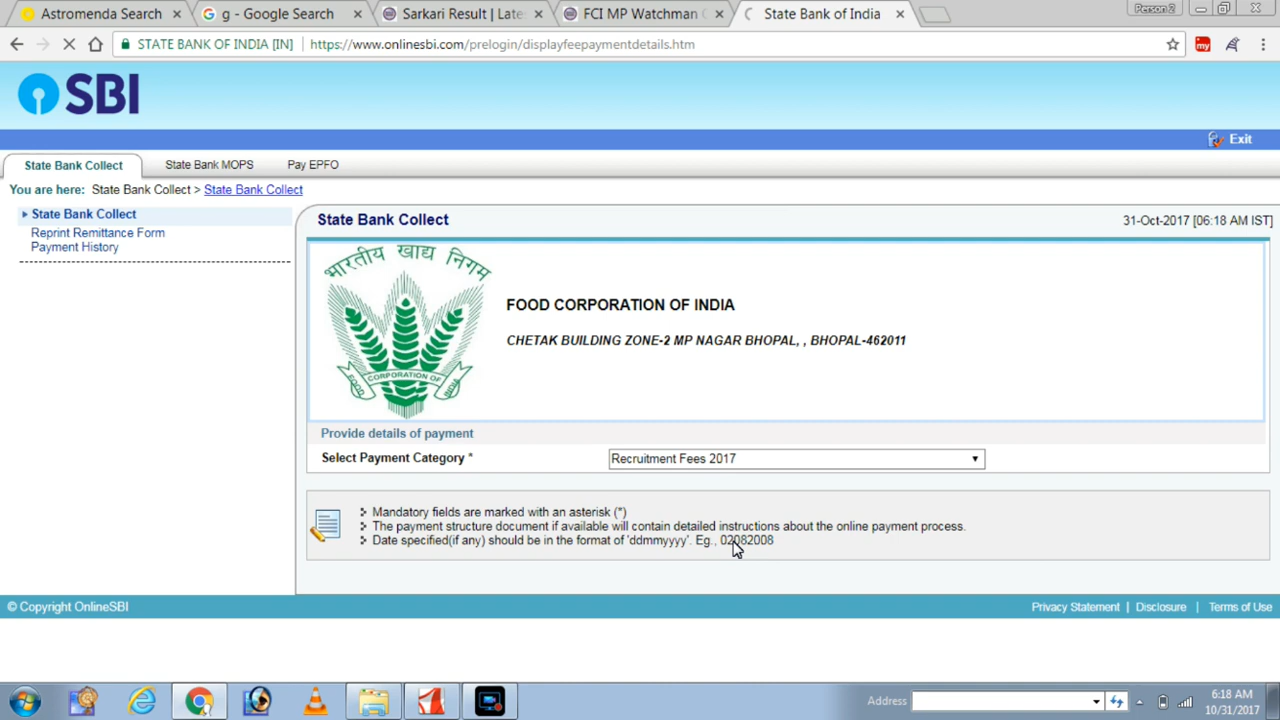 Astromenda Search
g - Google Search
Sarkari Result | Late
FCI MP Watchman
State Bank of India
Person 2
STATE BANK OF INDIA [IN]
https://www.onlinesbi.com/prelogin/displayfeepaymentdetails.htm
my
SBI
Exit
State Bank Collect
State Bank MOPS
Pay EPFO
You are here: State Bank Collect > State Bank Collect
State Bank Collect
Reprint Remittance Form
Payment History
State Bank Collect
31-Oct-2017 [06:18 AM IST]
भारतीय खाद्य निगम
FOOD CORPORATION OF INDIA
FOOD CORPORATION OF INDIA
CHETAK BUILDING ZONE-2 MP NAGAR BHOPAL, , BHOPAL-462011
Provide details of payment
Select Payment Category *
Recruitment Fees 2017
Mandatory fields are marked with an asterisk (*)
The payment structure document if available will contain detailed instructions about the online payment process.
Date specified(if any) should be in the format of 'ddmmyyyy'. Eg., 02082008
© Copyright OnlineSBI
Privacy Statement | Disclosure | Terms of Use
Address
6:18 AM
10/31/2017